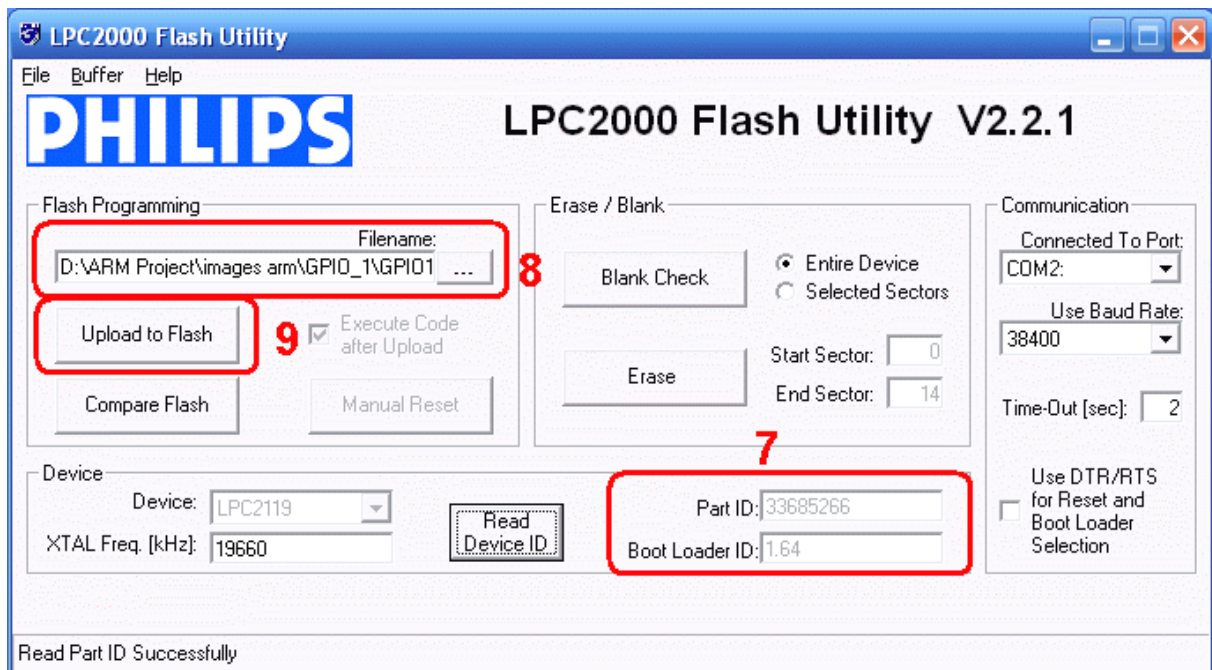 LPC2000 Flash Utility
File Buffer Help
PHILIPS
LPC2000 Flash Utility V2.2.1
Flash Programming
Filename:
D:\ARM Project\images arm\GPIO_1\GPIO1 ...
8
Upload to Flash
9
Execute Code
after Upload
Compare Flash
Manual Reset
Erase / Blank
Blank Check
Entire Device
Selected Sectors
Erase
Start Sector: 0
End Sector: 14
Communication
Connected To Port:
COM2:
Use Baud Rate:
38400
Time-Out [sec]: 2
Use DTR/RTS
for Reset and
Boot Loader
Selection
Device
Device: LPC2119
XTAL Freq. [kHz]: 19660
Read
Device ID
7
Part ID: 33685266
Boot Loader ID: 1.64
Read Part ID Successfully